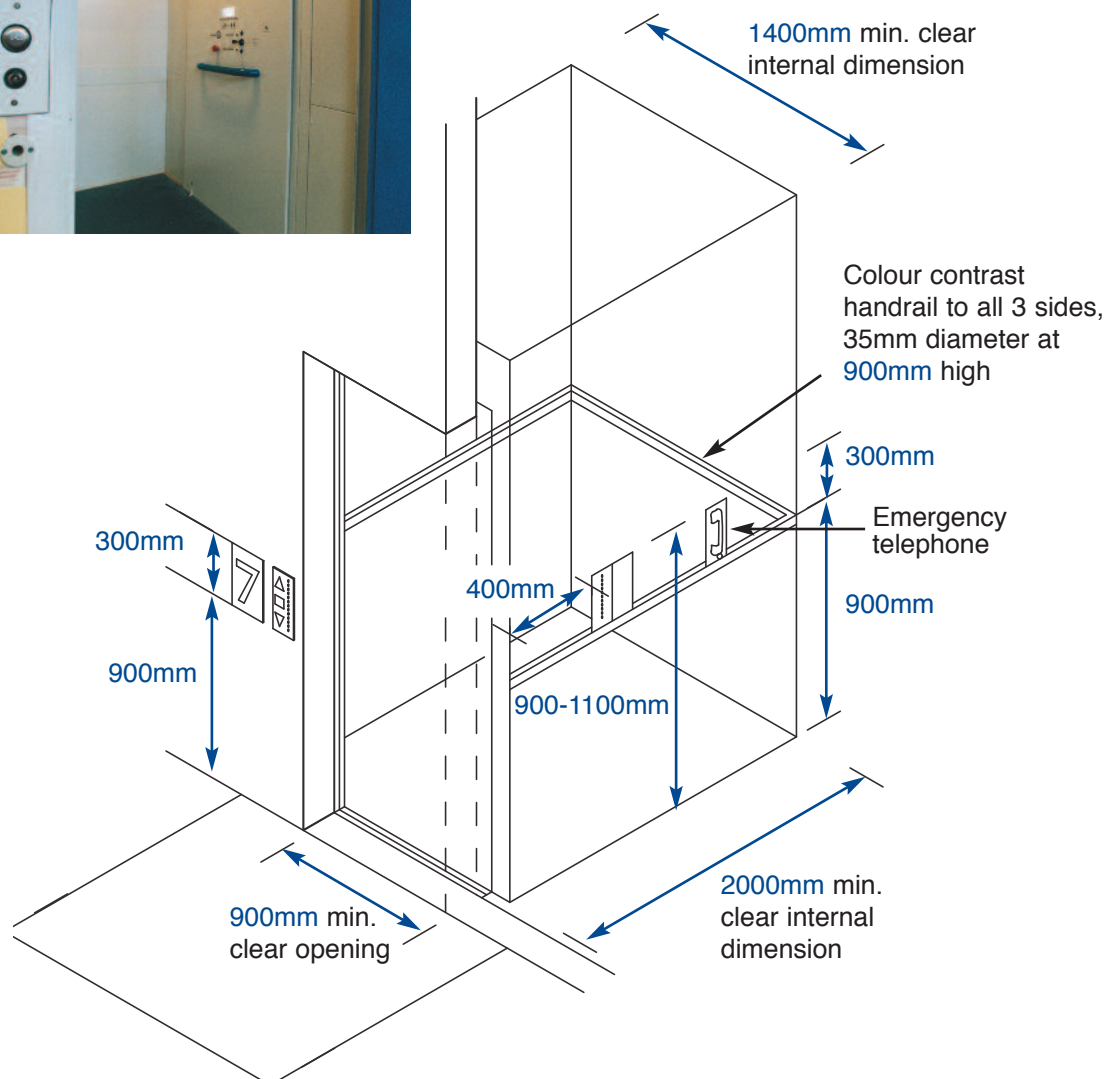 1400mm min. clear
internal dimension
Colour contrast
handrail to all 3 sides,
35mm diameter at
900mm high
300mm
Emergency
telephone
900mm
300mm
7
900mm
400mm
900-1100mm
900mm min.
clear opening
2000mm min.
clear internal
dimension